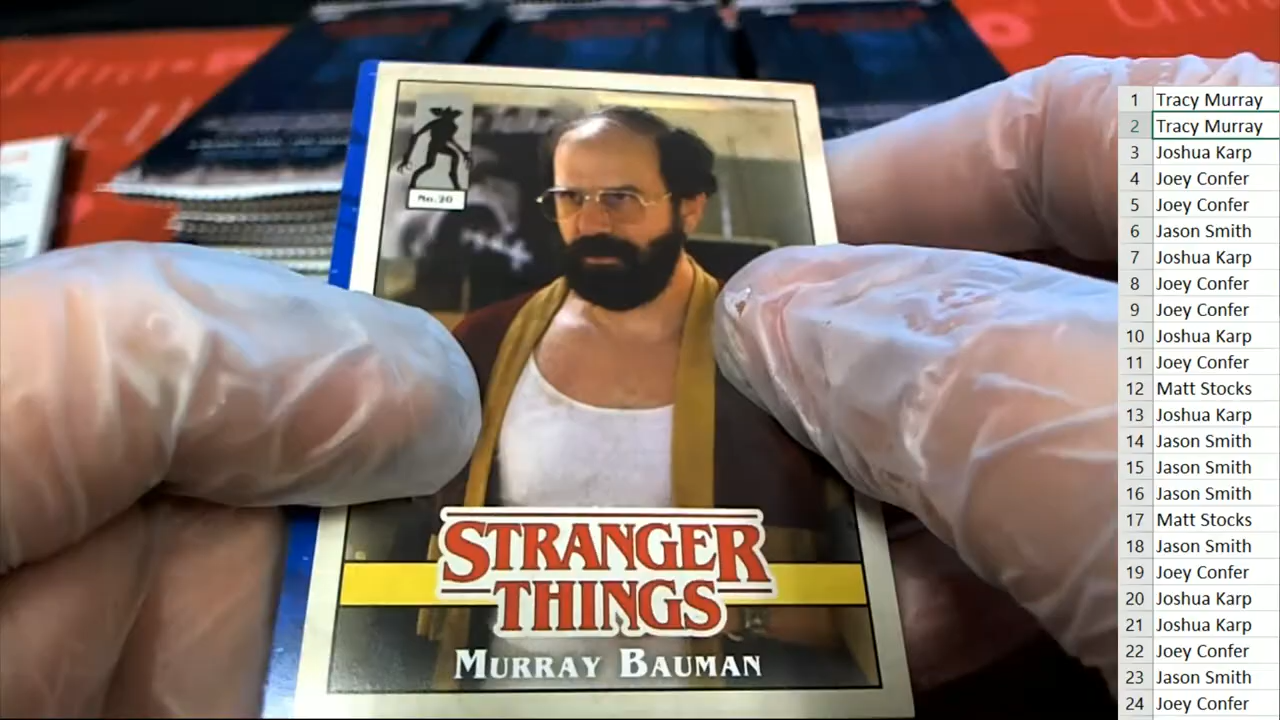 No.20
STRANGER
THINGS
MURRAY BAUMAN
1 Tracy Murray
2 Tracy Murray
3 Joshua Karp
4 Joey Confer
5 Joey Confer
6 Jason Smith
7 Joshua Karp
8 Joey Confer
9 Joey Confer
10 Joshua Karp
11 Joey Confer
12 Matt Stocks
13 Joshua Karp
14 Jason Smith
15 Jason Smith
16 Jason Smith
17 Matt Stocks
18 Jason Smith
19 Joey Confer
20 Joshua Karp
21 Joshua Karp
22 Joey Confer
23 Jason Smith
24 Joey Confer